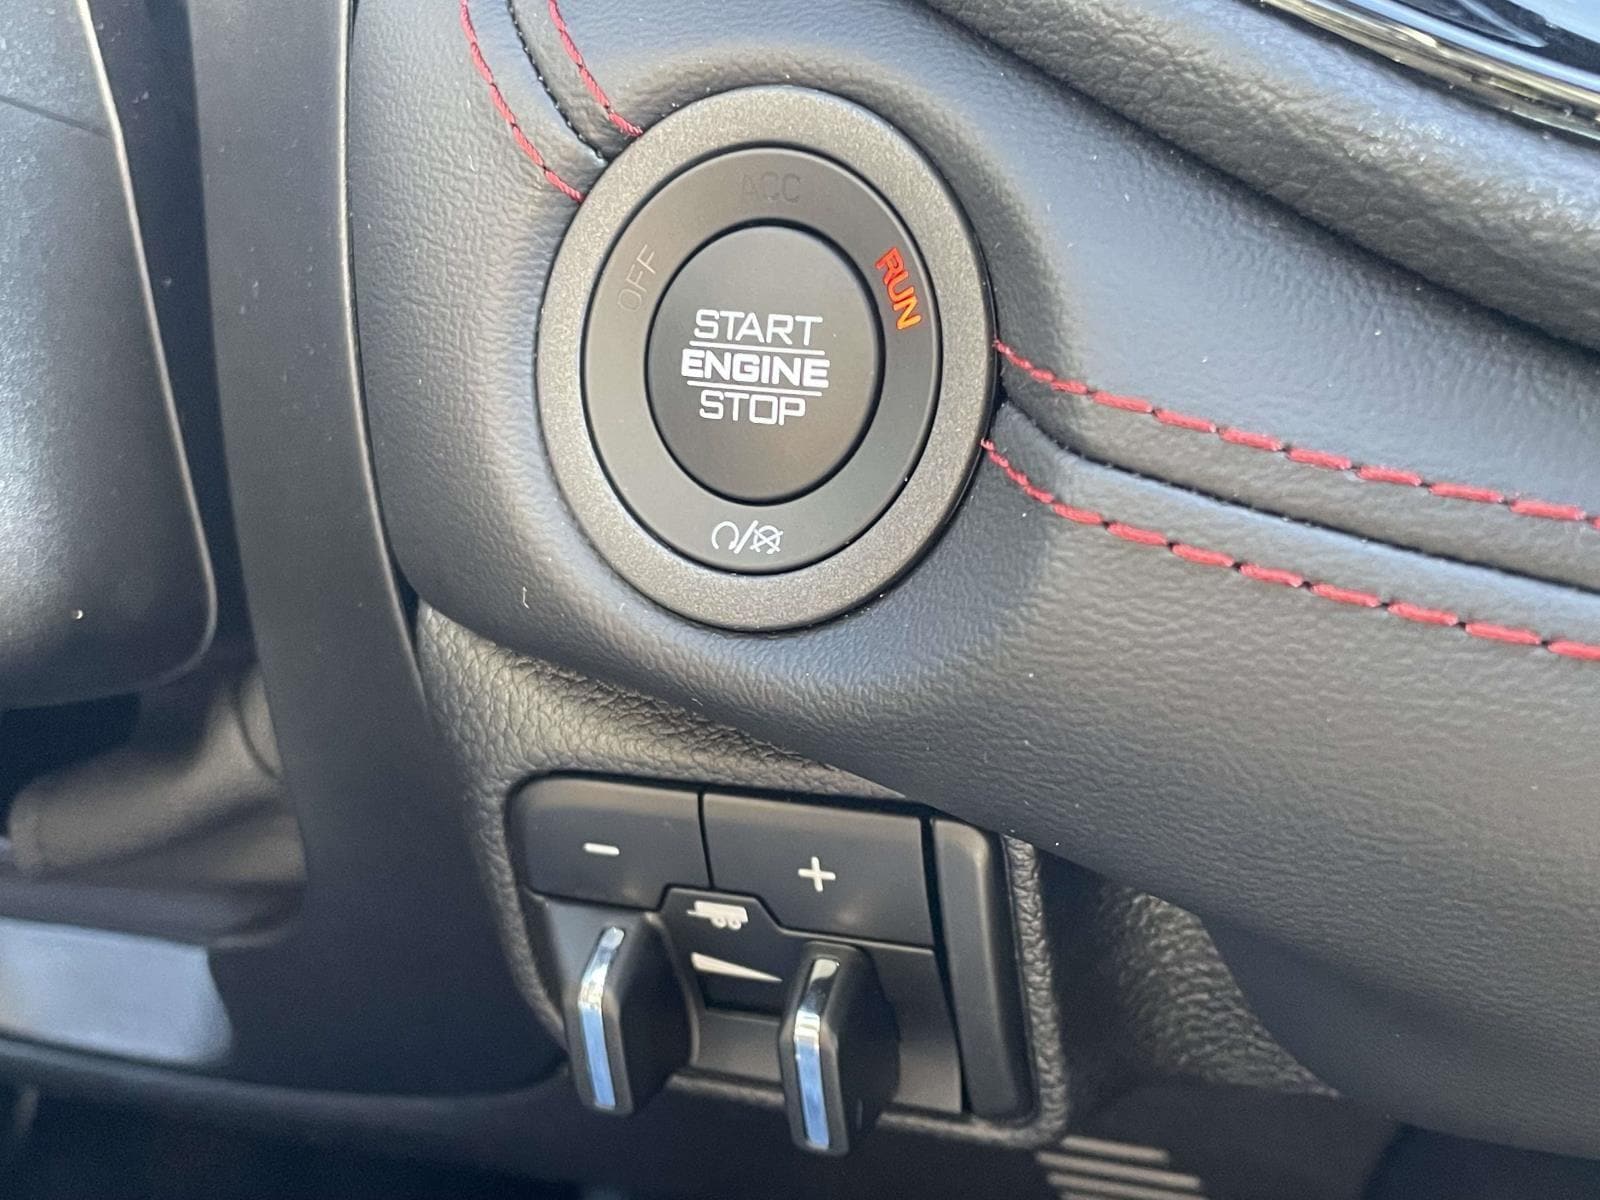 ACC
OFF
RUN
START
ENGINE
STOP
- +